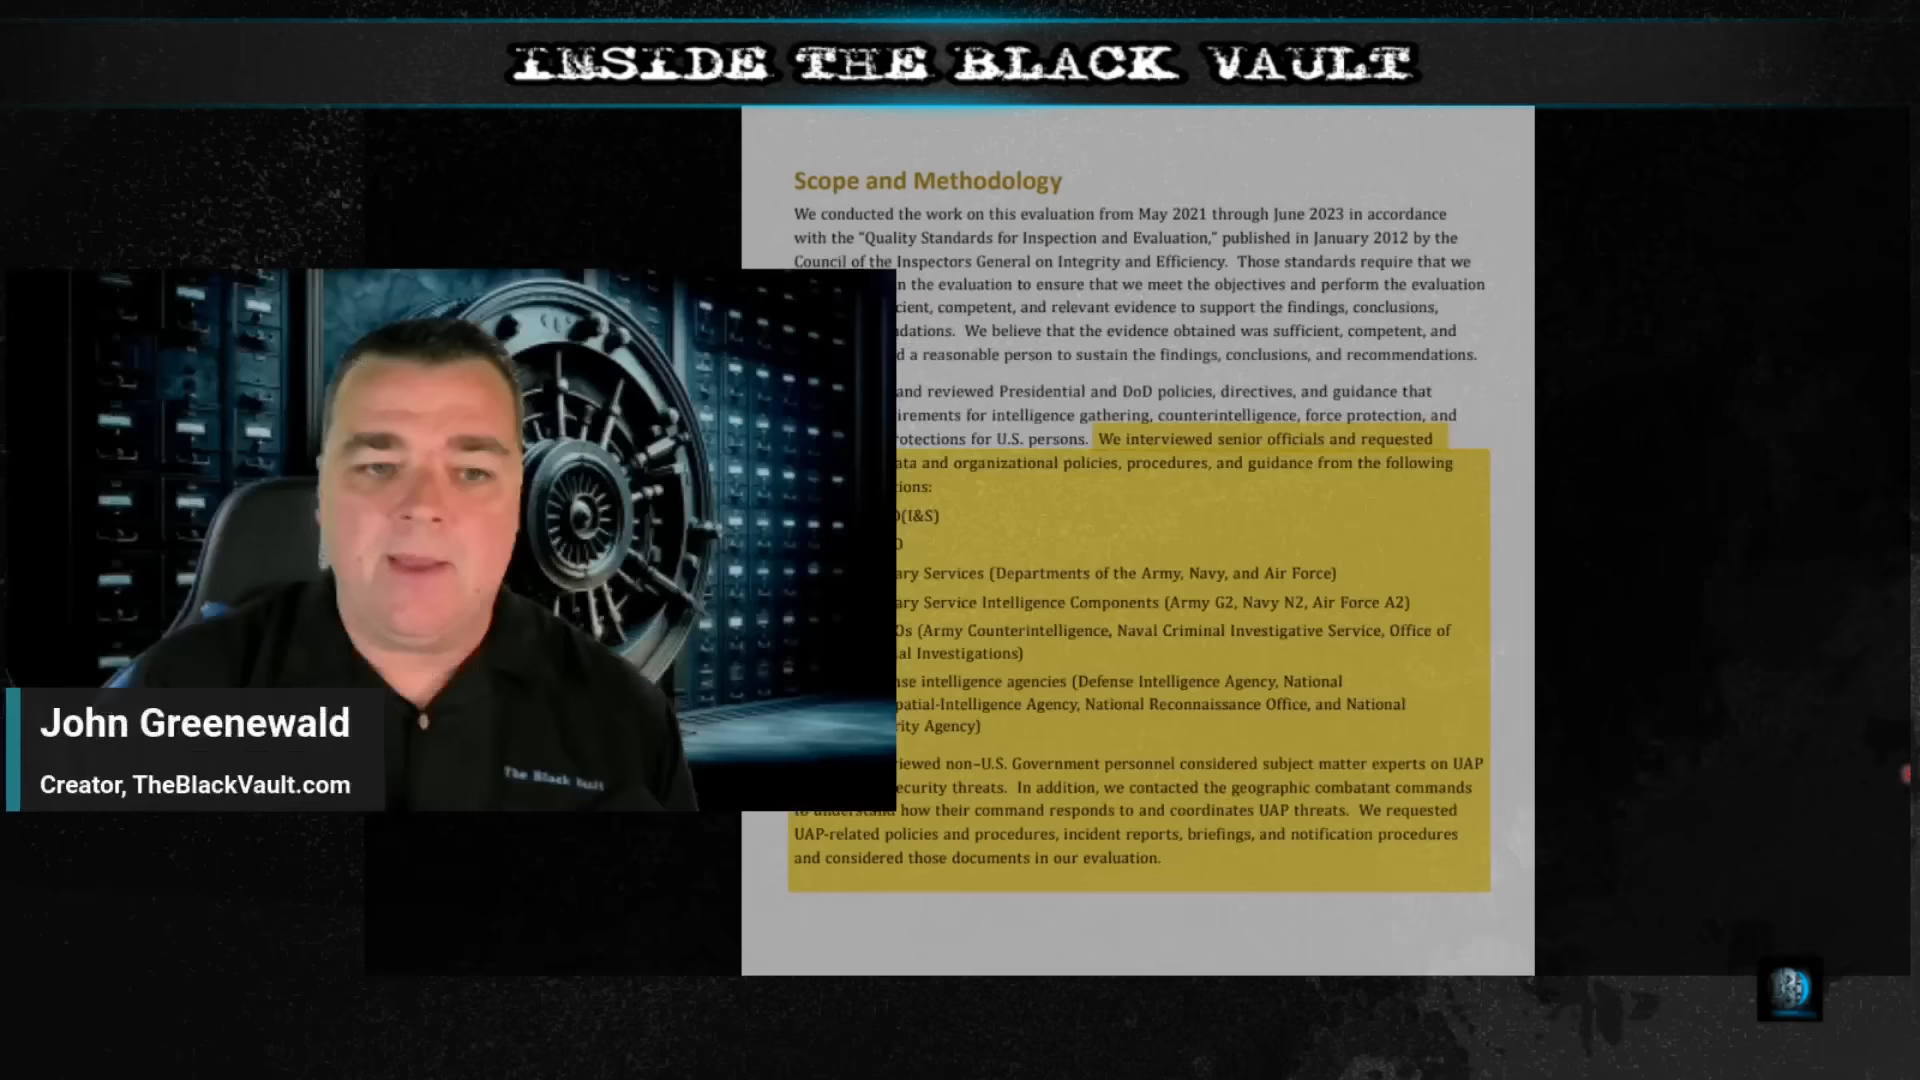 INSIDE THE BLACK VAULT
Scope and Methodology
We conducted the work on this evaluation from May 2021 through June 2023 in accordance
with the “Quality Standards for Inspection and Evaluation,” published in January 2012 by the
Council of the Inspectors General on Integrity and Efficiency. Those standards require that we
n the evaluation to ensure that we meet the objectives and perform the evaluation
cient, competent, and relevant evidence to support the findings, conclusions,
dations. We believe that the evidence obtained was sufficient, competent, and
d a reasonable person to sustain the findings, conclusions, and recommendations.
and reviewed Presidential and DoD policies, directives, and guidance that
irements for intelligence gathering, counterintelligence, force protection, and
rotections for U.S. persons. We interviewed senior officials and requested
ata and organizational policies, procedures, and guidance from the following
ions:
(I&S)
ary Services (Departments of the Army, Navy, and Air Force)
ary Service Intelligence Components (Army G2, Navy N2, Air Force A2)
Os (Army Counterintelligence, Naval Criminal Investigative Service, Office of
al Investigations)
nse intelligence agencies (Defense Intelligence Agency, National
patial-Intelligence Agency, National Reconnaissance Office, and National
rity Agency)
iewed non–U.S. Government personnel considered subject matter experts on UAP
ecurity threats. In addition, we contacted the geographic combatant commands
to understand how their command responds to and coordinates UAP threats. We requested
UAP-related policies and procedures, incident reports, briefings, and notification procedures
and considered those documents in our evaluation.
The Black Vault
John Greenewald
Creator, TheBlackVault.com